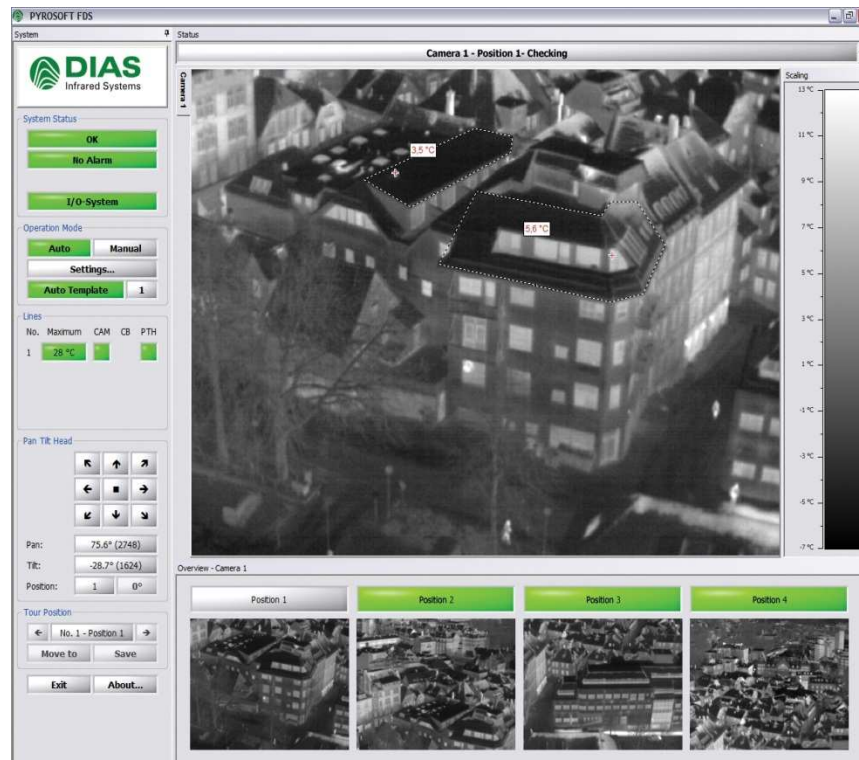 PYROSOFT FDS
System
Status
Camera 1 - Position 1- Checking
DIAS
Infrared Systems
System Status
OK
No Alarm
I/O-System
Operation Mode
Auto
Manual
Settings...
Auto Template
1
Lines
No. Maximum CAM CB PTH
1 28 °C
Pan Tilt Head
Pan: 75.6° (2748)
Tilt: -28.7° (1624)
Position: 1 0°
Tour Position
No. 1 - Position 1
Move to
Save
Exit
About...
Camera 1
3,5 °C
5,6 °C
Scaling
13 °C
11 °C
9 °C
7 °C
5 °C
3 °C
1 °C
-1 °C
-3 °C
-5 °C
-7 °C
Overview - Camera 1
Position 1
Position 2
Position 3
Position 4